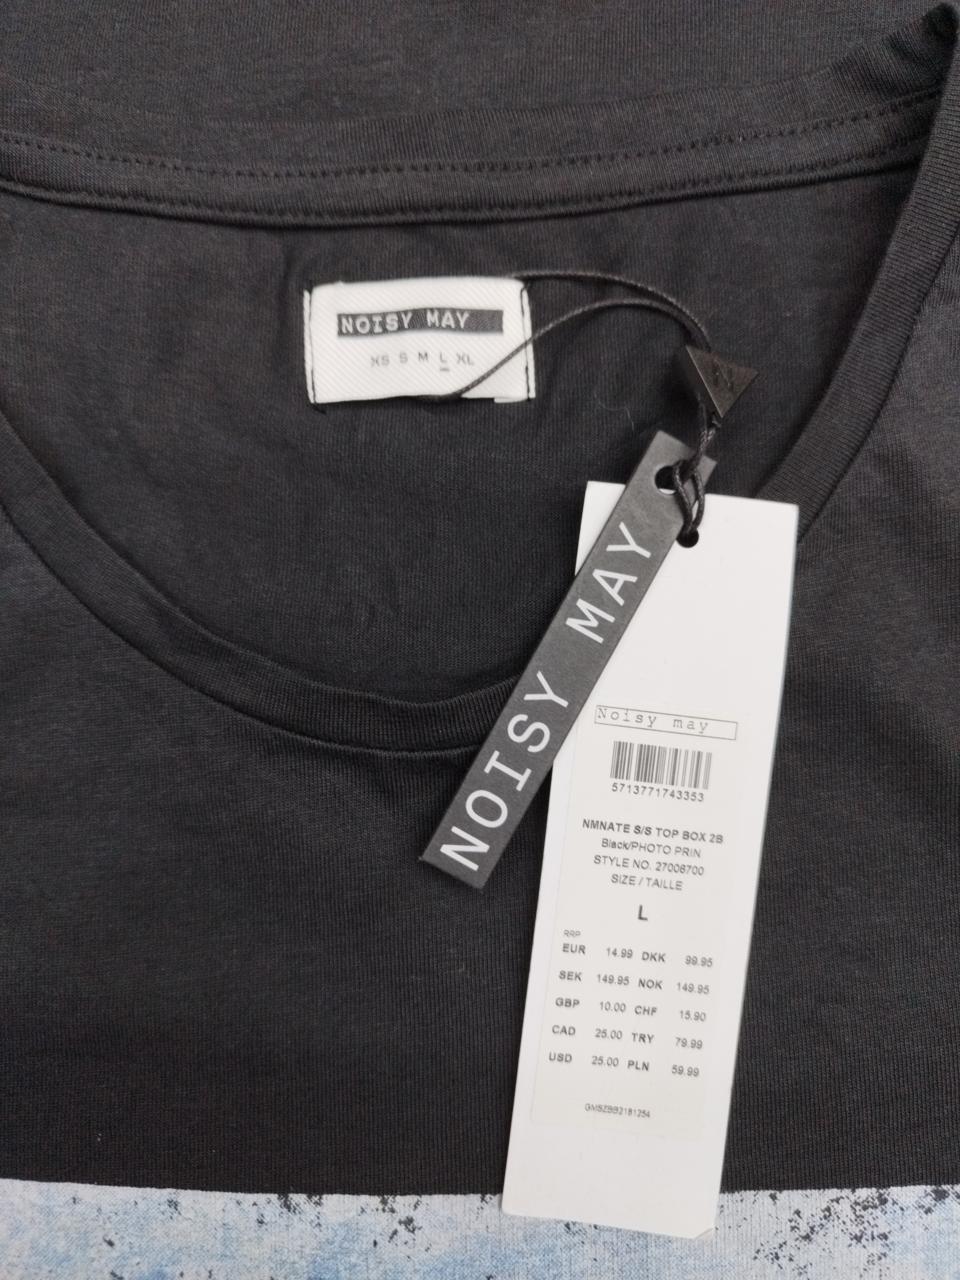 NOISY MAY
XS S M L XL
NOISY MAY
Noisy may
5713771743353
NMNATE S/S TOP BOX 2B
Black/PHOTO PRIN
STYLE NO. 27006700
SIZE / TAILLE
L
RRP
EUR 14.99 DKK 99.95
SEK 149.95 NOK 149.95
GBP 10.00 CHF 15.90
CAD 25.00 TRY 79.99
USD 25.00 PLN 59.99